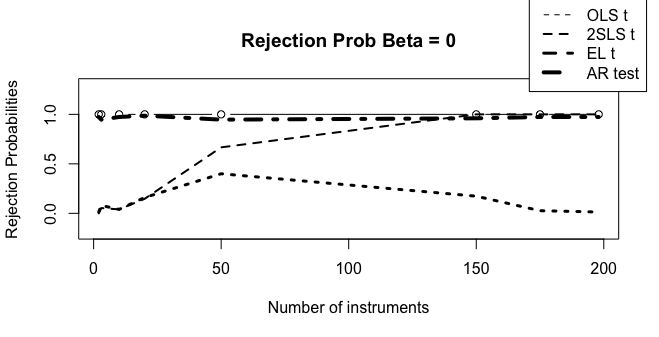 OLS t
2SLS t
EL t
AR test
Rejection Prob Beta = 0
Rejection Probabilities
1.0
0.5
0.0
0 50 100 150 200
Number of instruments